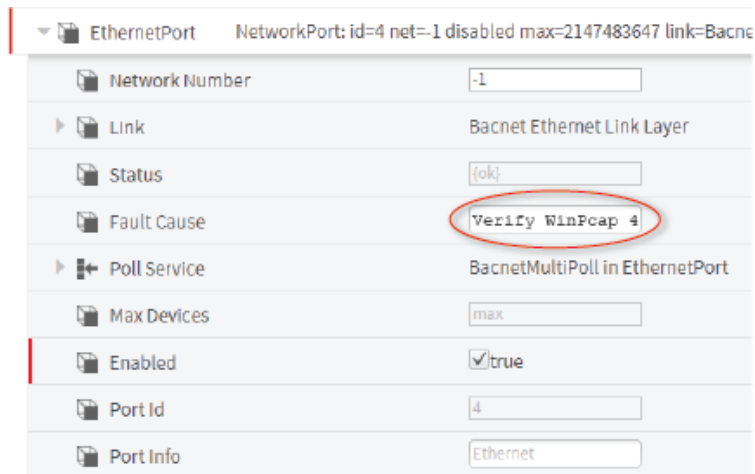 EthernetPort NetworkPort: id=4 net=-1 disabled max=2147483647 link=Bacne
Network Number -1
Link Bacnet Ethernet Link Layer
Status {ok}
Fault Cause Verify WinPcap 4
Poll Service BacnetMultiPoll in EthernetPort
Max Devices max
Enabled true
Port Id 4
Port Info Ethernet